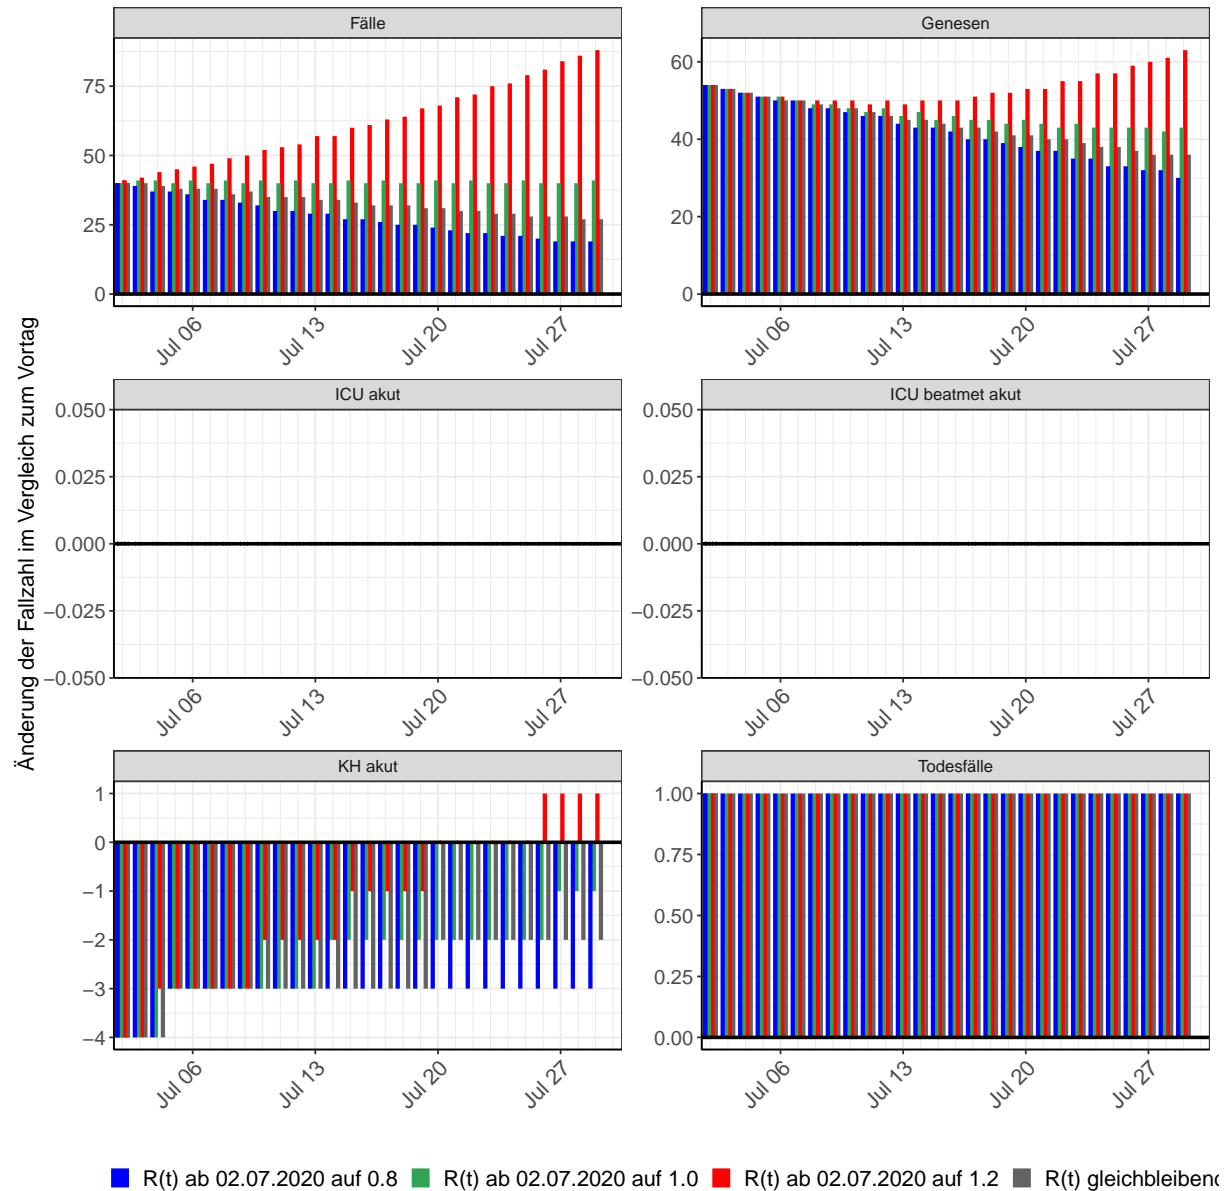 Fälle
Genesen
75
50
25
0
60
40
20
0
Jul 06
Jul 13
Jul 20
Jul 27
Jul 06
Jul 13
Jul 20
Jul 27
Änderung der Fallzahl im Vergleich zum Vortag
ICU akut
ICU beatmet akut
0.050
0.025
0.000
−0.025
−0.050
0.050
0.025
0.000
−0.025
−0.050
Jul 06
Jul 13
Jul 20
Jul 27
Jul 06
Jul 13
Jul 20
Jul 27
KH akut
Todesfälle
1
0
−1
−2
−3
−4
1.00
0.75
0.50
0.25
0.00
Jul 06
Jul 13
Jul 20
Jul 27
Jul 06
Jul 13
Jul 20
Jul 27
R(t) ab 02.07.2020 auf 0.8
R(t) ab 02.07.2020 auf 1.0
R(t) ab 02.07.2020 auf 1.2
R(t) gleichbleibend